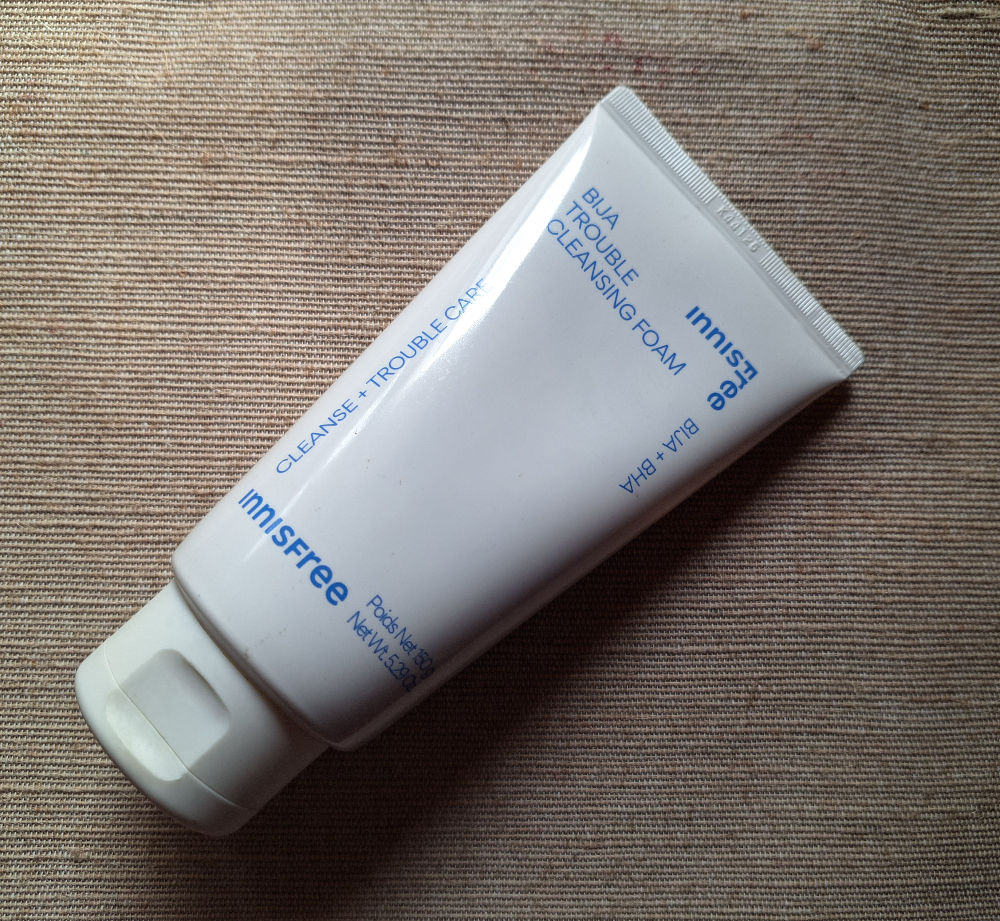 BIJA
TROUBLE
CLEANSING FOAM
INNISFree
BIJA + BHA
CLEANSE + TROUBLE CARE
INNISFree
Poids Net 150g
Net Wt. 5.29 Oz.